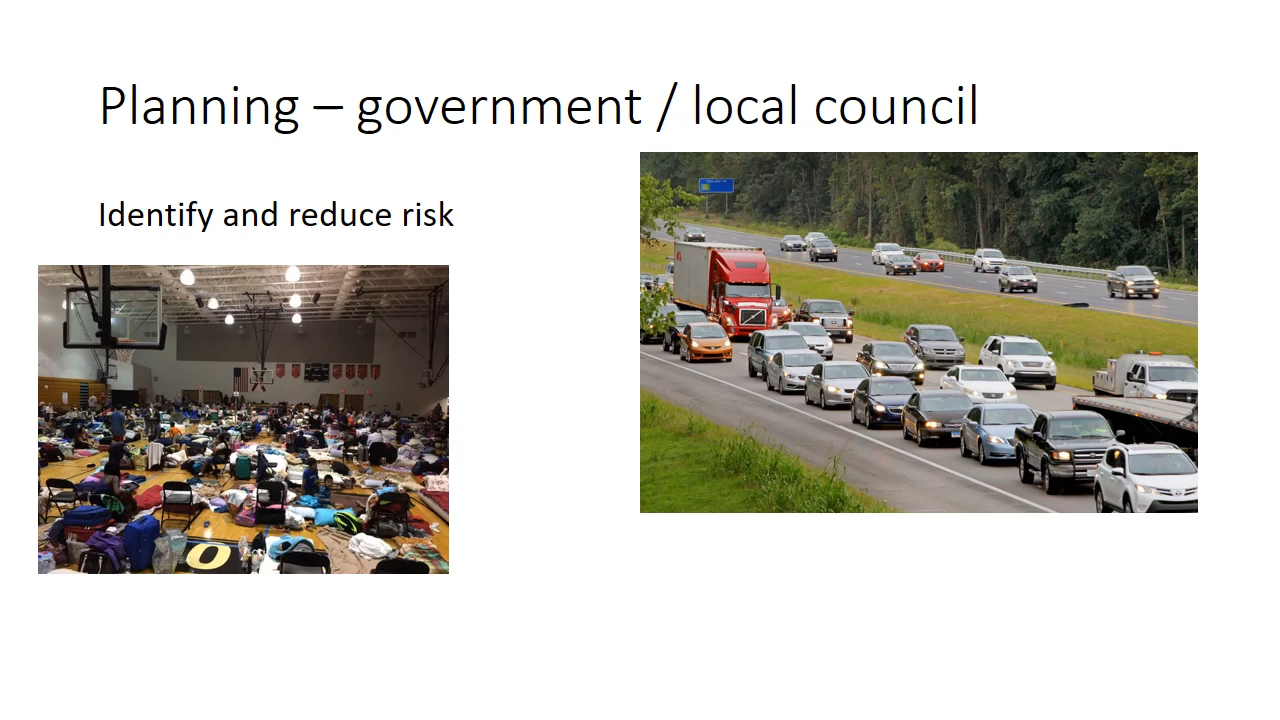 Planning – government / local council
Identify and reduce risk
O